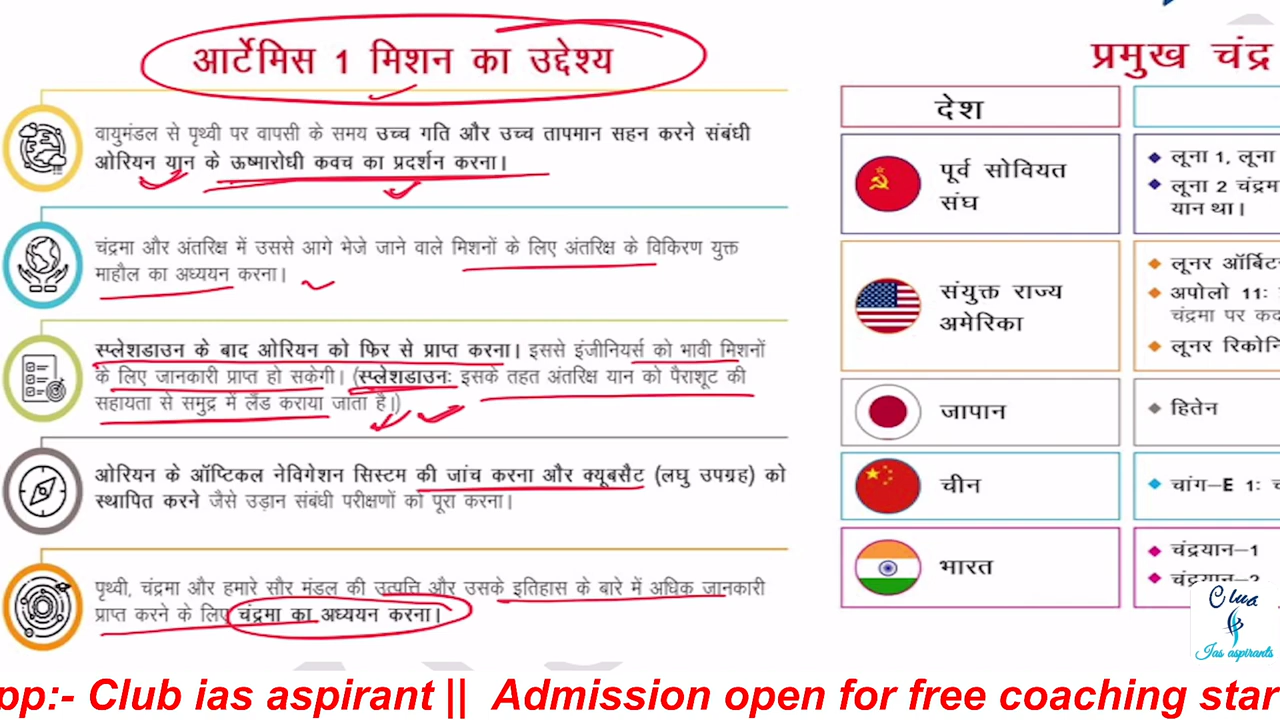 आर्टेमिस 1 मिशन का उद्देश्य
वायुमंडल से पृथ्वी पर वापसी के समय उच्च गति और उच्च तापमान सहन करने संबंधी
ओरियन यान के ऊष्मारोधी कवच का प्रदर्शन करना।
चंद्रमा और अंतरिक्ष में उससे आगे भेजे जाने वाले मिशनों के लिए अंतरिक्ष के विकिरण युक्त
माहौल का अध्ययन करना।
स्प्लेशडाउन के बाद ओरियन को फिर से प्राप्त करना। इससे इंजीनियर्स को भावी मिशनों
के लिए जानकारी प्राप्त हो सकेगी। (स्प्लेशडाउनः इसके तहत अंतरिक्ष यान को पैराशूट की
सहायता से समुद्र में लैंड कराया जाता है।)
ओरियन के ऑप्टिकल नेविगेशन सिस्टम की जांच करना और क्यूबसैट (लघु उपग्रह) को
स्थापित करने जैसे उड़ान संबंधी परीक्षणों को पूरा करना।
पृथ्वी, चंद्रमा और हमारे सौर मंडल की उत्पत्ति और उसके इतिहास के बारे में अधिक जानकारी
प्राप्त करने के लिए चंद्रमा का अध्ययन करना।
प्रमुख चंद्र
देश
पूर्व सोवियत
संघ
लूना 1, लूना
लूना 2 चंद्रमा
यान था।
संयुक्त राज्य
अमेरिका
लूनर ऑर्बिट
अपोलो 11ः
चंद्रमा पर कद
लूनर रिकोनि
जापान
हितेन
चीन
चांग–E 1ः
भारत
चंद्रयान–1
चंद्रयान–2
Club
Ias aspirants
pp:- Club ias aspirant || Admission open for free coaching star